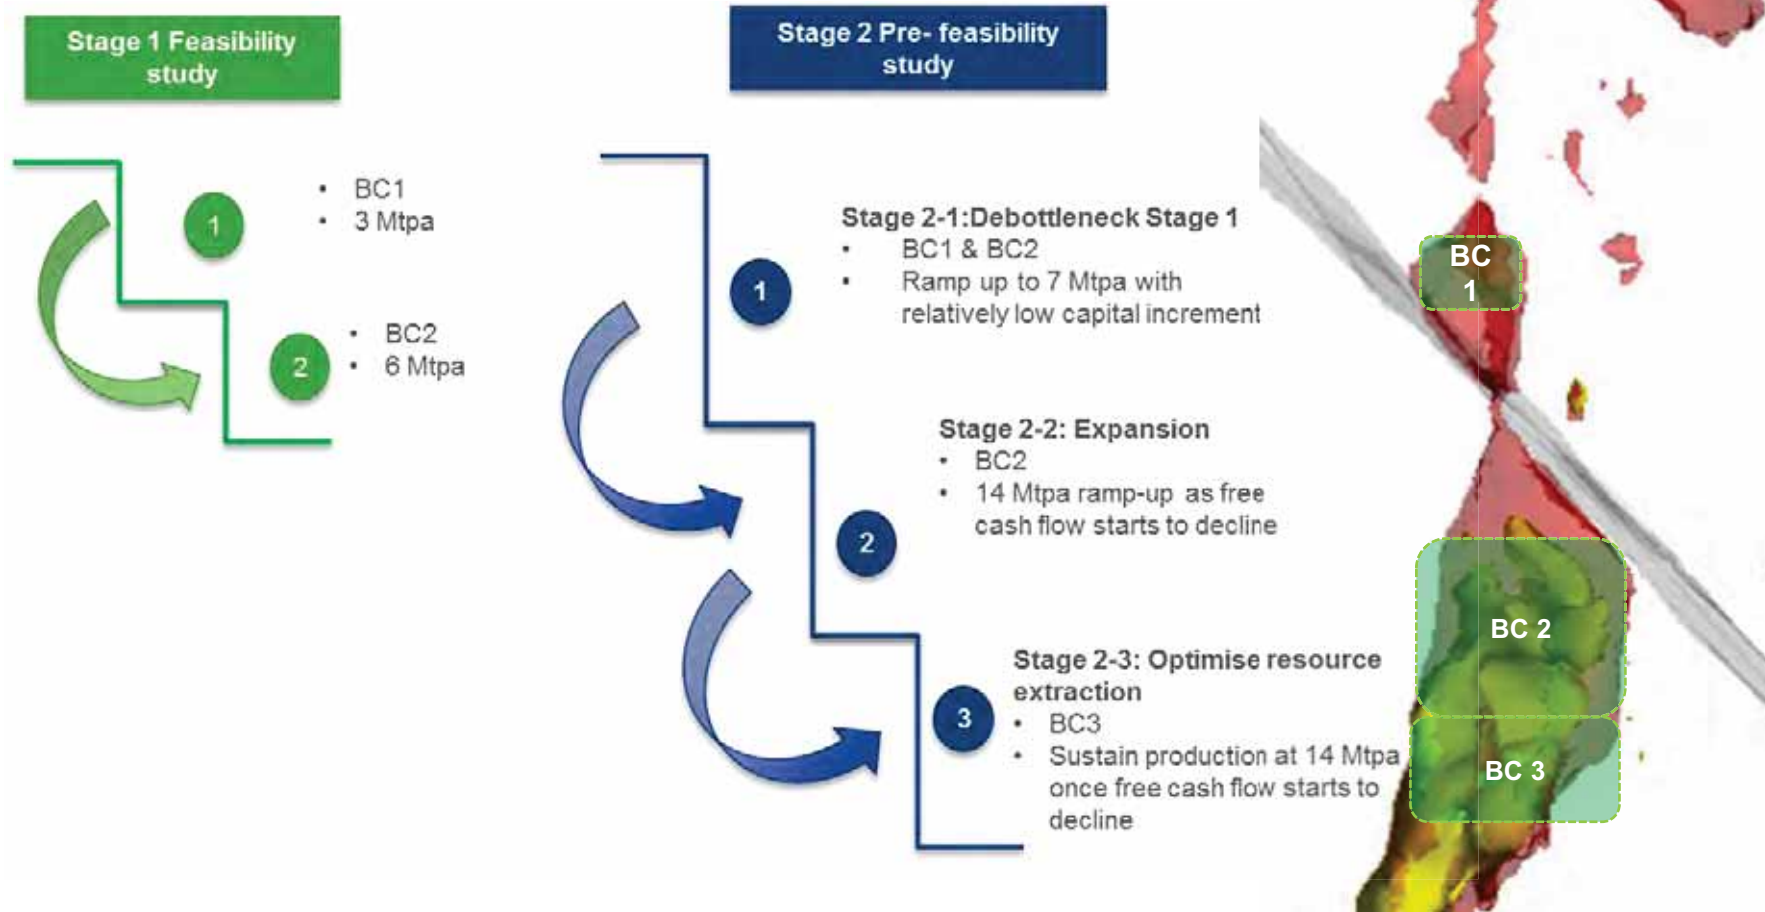 Stage 1 Feasibility
study
1
• BC1
• 3 Mtpa
2
• BC2
• 6 Mtpa
Stage 2 Pre- feasibility
study
1
Stage 2-1:Debottleneck Stage 1
• BC1 & BC2
• Ramp up to 7 Mtpa with
relatively low capital increment
2
Stage 2-2: Expansion
• BC2
• 14 Mtpa ramp-up as free
cash flow starts to decline
3
Stage 2-3: Optimise resource
extraction
• BC3
• Sustain production at 14 Mtpa
once free cash flow starts to
decline
BC
1
BC 2
BC 3